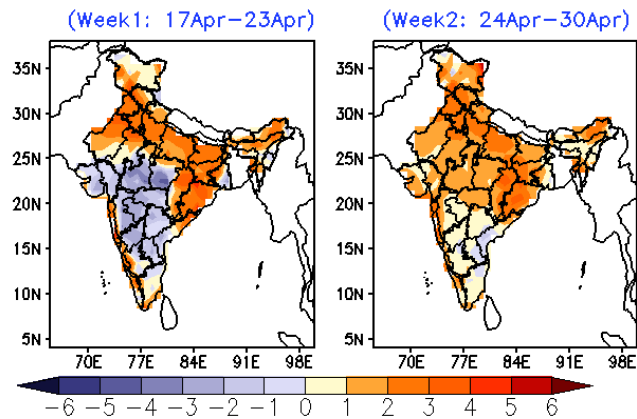 (Week1: 17Apr–23Apr) (Week2: 24Apr–30Apr)
35N 35N
30N 30N
25N 25N
20N 20N
15N 15N
10N 10N
5N 5N
70E 77E 84E 91E 98E 70E 77E 84E 91E 98E
-6 -5 -4 -3 -2 -1 0 1 2 3 4 5 6